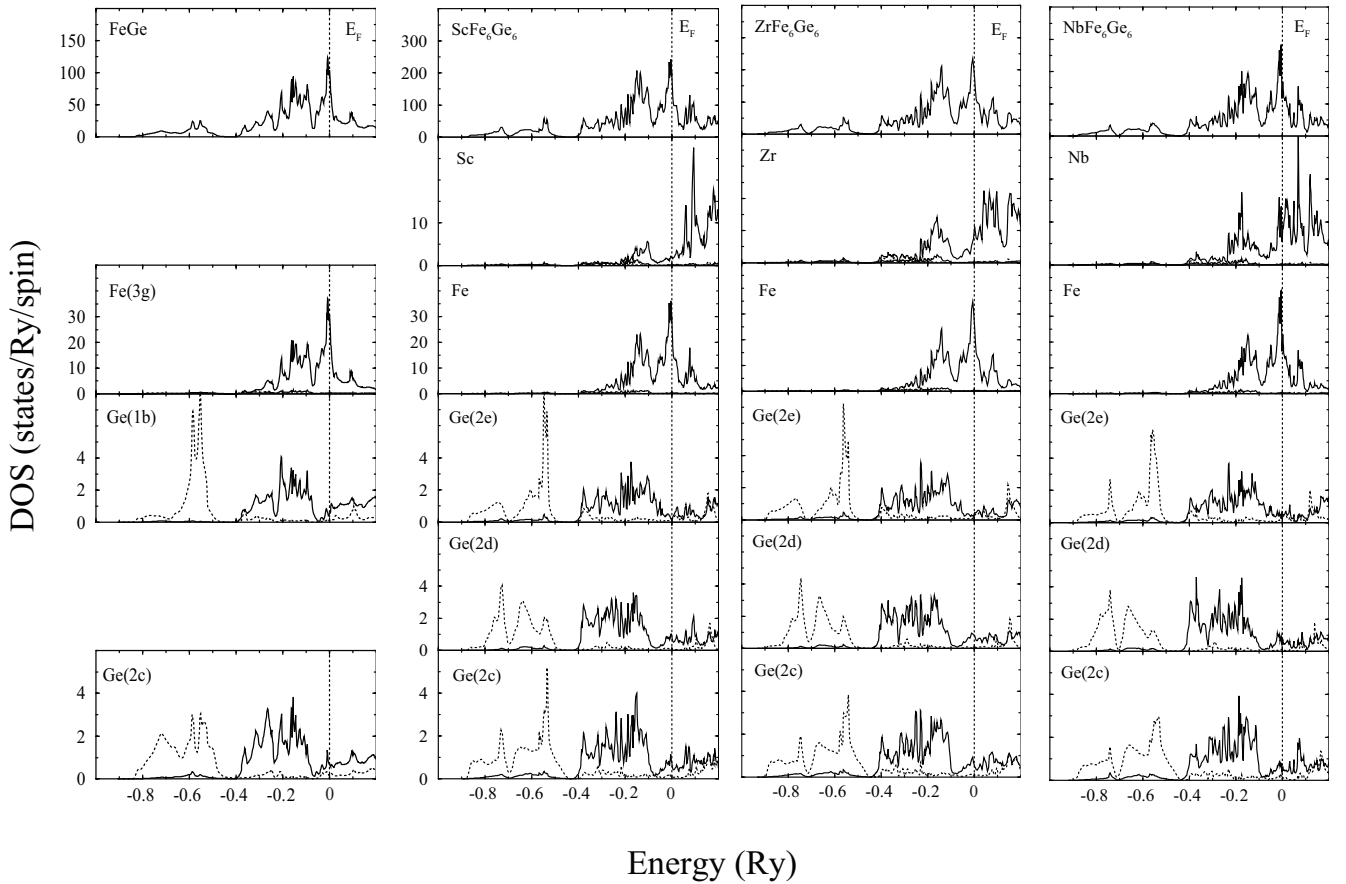 FeGe
E_F
150
100
50
0
ScFe₆Ge₆
E_F
300
200
100
0
ZrFe₆Ge₆
E_F
NbFe₆Ge₆
E_F
Sc
10
0
Zr
Nb
Fe(3g)
30
20
10
0
Fe
30
20
10
0
Fe
Fe
Ge(1b)
4
2
0
Ge(2e)
4
2
0
Ge(2e)
Ge(2e)
Ge(2d)
4
2
0
Ge(2d)
Ge(2d)
Ge(2c)
4
2
0
Ge(2c)
4
2
0
Ge(2c)
Ge(2c)
-0.8 -0.6 -0.4 -0.2 0
-0.8 -0.6 -0.4 -0.2 0
-0.8 -0.6 -0.4 -0.2 0
-0.8 -0.6 -0.4 -0.2 0
DOS (states/Ry/spin)
Energy (Ry)